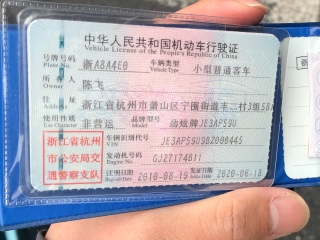 中华人民共和国机动车行驶证
Vehicle License of the People's Republic of China
号牌号码 浙A8A4E0 车辆类型 小型普通客车
Plate No. Vehicle Type
所有人 陈飞
Owner
住址 浙江省杭州市萧山区宁围街道丰二村3组58
Address
使用性质 非营运 品牌型号 劲炫牌JE3AP59U
Use Character Model
浙江省杭州
市公安局交
通警察支队
车辆识别代号 JE3AP59U9BZ000445
VIN
发动机号码 GJZ7174811
Engine No.
注册日期 2010-08-19 发证日期 2020-06-18
Register Date Issue Date